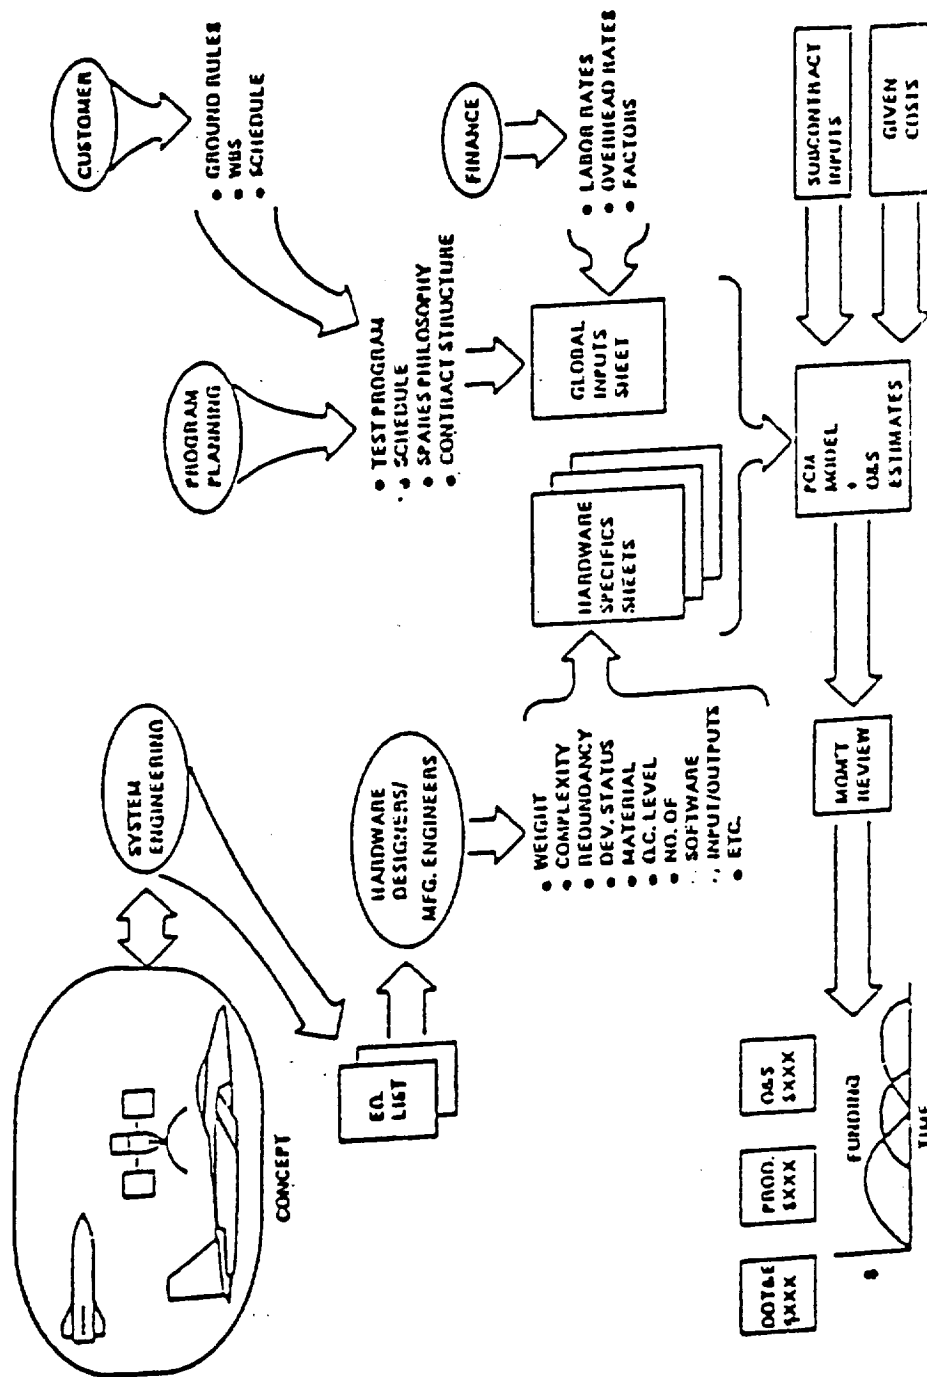 CONCEPT
SYSTEM
ENGINEERING
PROGRAM
PLANNING
CUSTOMER
● GROUND RULES
● WBS
● SCHEDULE
EQ.
LIST
HARDWARE
DESIGNERS/
MFG. ENGINEERS
● TEST PROGRAM
● SCHEDULE
● SPARES PHILOSOPHY
● CONTRACT STRUCTURE
FINANCE
● WEIGHT
● COMPLEXITY
● REDUNDANCY
● DEV. STATUS
● MATERIAL
● Q.C. LEVEL
● NO. OF
SOFTWARE
INPUT/OUTPUTS
● ETC.
HARDWARE
SPECIFICS
SHEETS
GLOBAL
INPUTS
SHEET
● LABOR RATES
● OVERHEAD RATES
● FACTORS
DDT&E
$XXX
PROD.
$XXX
O&S
$XXX
MGM'T
REVIEW
PCM
MODEL
+
O&S
ESTIMATES
SUBCONTRACT
INPUTS
GIVEN
COSTS
FUNDING
$
TIME